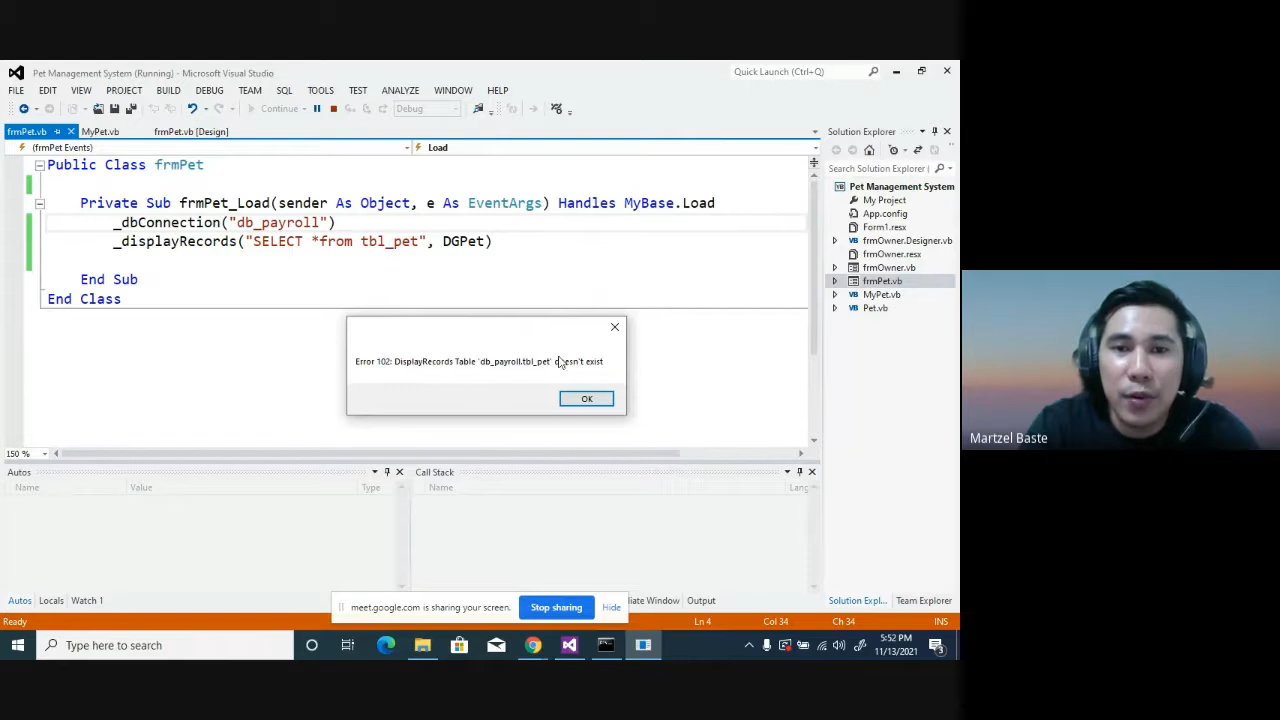 Pet Management System (Running) - Microsoft Visual Studio
Quick Launch (Ctrl+Q)
FILE EDIT VIEW PROJECT BUILD DEBUG TEAM SQL TOOLS TEST ANALYZE WINDOW HELP
Continue Debug
frmPet.vb MyPet.vb frmPet.vb [Design]
(frmPet Events) Load
Public Class frmPet
Private Sub frmPet_Load(sender As Object, e As EventArgs) Handles MyBase.Load
_dbConnection("db_payroll")
_displayRecords("SELECT *from tbl_pet", DGPet)
End Sub
End Class
Error 102: DisplayRecords Table 'db_payroll.tbl_pet' doesn't exist
OK
150 %
Autos
Name Value Type
Call Stack
Name Lang
Autos Locals Watch 1
iate Window Output
meet.google.com is sharing your screen. Stop sharing Hide
Solution Explorer
Search Solution Explorer (
Pet Management System
My Project
App.config
Form1.resx
frmOwner.Designer.vb
frmOwner.resx
frmOwner.vb
frmPet.vb
MyPet.vb
Pet.vb
Solution Expl... Team Explorer
Ready Ln 4 Col 34 Ch 34 INS
Type here to search
5:52 PM
11/13/2021
3
Martzel Baste